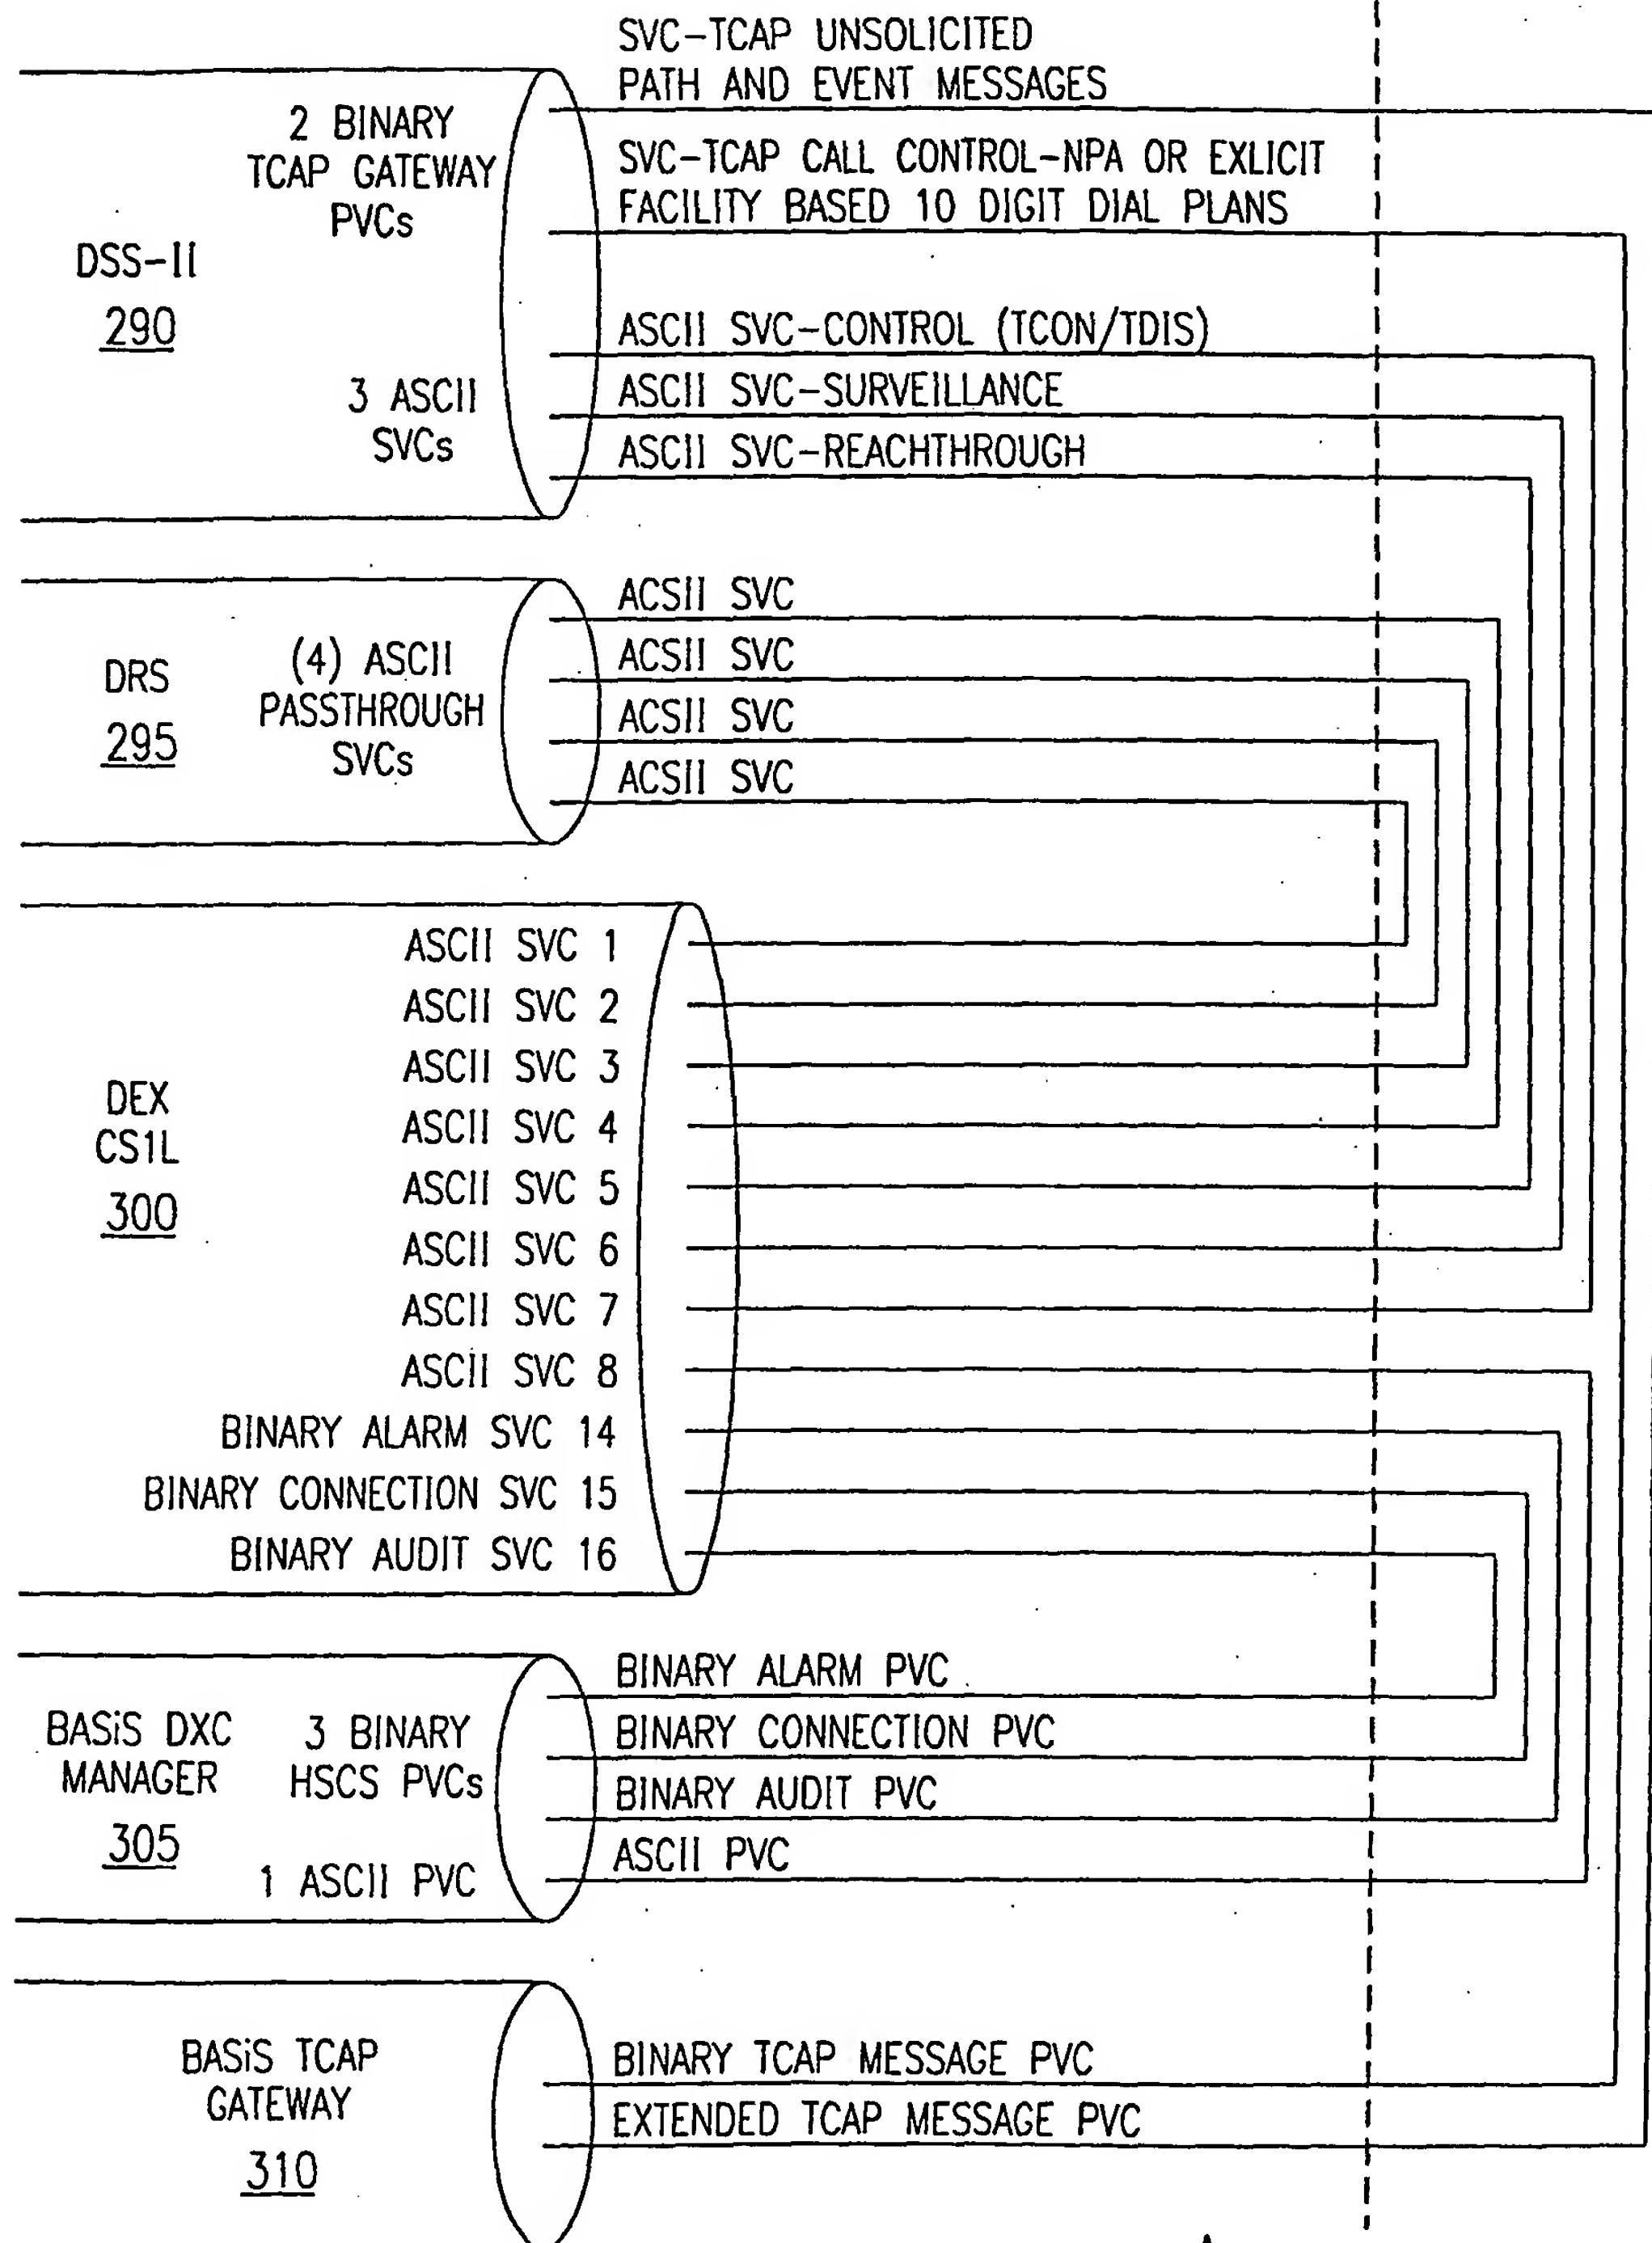 SVC-TCAP UNSOLICITED
PATH AND EVENT MESSAGES
2 BINARY
TCAP GATEWAY
PVCs
SVC-TCAP CALL CONTROL-NPA OR EXLICIT
FACILITY BASED 10 DIGIT DIAL PLANS
DSS-II
290
ASCII SVC-CONTROL (TCON/TDIS)
3 ASCII
SVCs
ASCII SVC-SURVEILLANCE
ASCII SVC-REACHTHROUGH
DRS
295
(4) ASCII
PASSTHROUGH
SVCs
ACSII SVC
ACSII SVC
ACSII SVC
ACSII SVC
DEX
CS1L
300
ASCII SVC 1
ASCII SVC 2
ASCII SVC 3
ASCII SVC 4
ASCII SVC 5
ASCII SVC 6
ASCII SVC 7
ASCII SVC 8
BINARY ALARM SVC 14
BINARY CONNECTION SVC 15
BINARY AUDIT SVC 16
BASiS DXC
MANAGER
305
3 BINARY
HSCS PVCs
1 ASCII PVC
BINARY ALARM PVC
BINARY CONNECTION PVC
BINARY AUDIT PVC
ASCII PVC
BASiS TCAP
GATEWAY
310
BINARY TCAP MESSAGE PVC
EXTENDED TCAP MESSAGE PVC